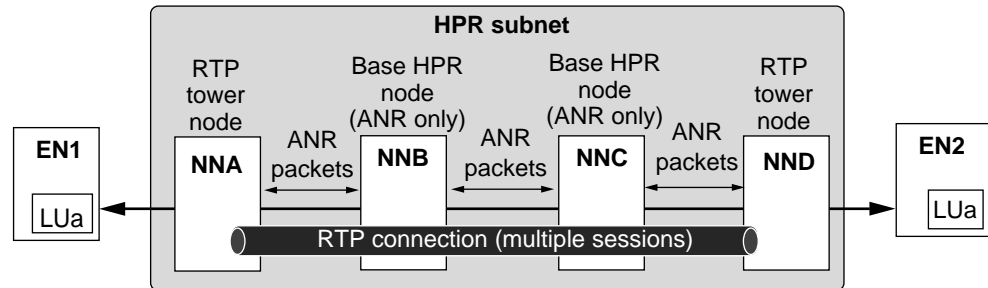 HPR subnet
RTP
tower
node
Base HPR
node
(ANR only)
Base HPR
node
(ANR only)
RTP
tower
node
EN1
LUa
NNA
ANR
packets
NNB
ANR
packets
NNC
ANR
packets
NND
EN2
LUa
RTP connection (multiple sessions)